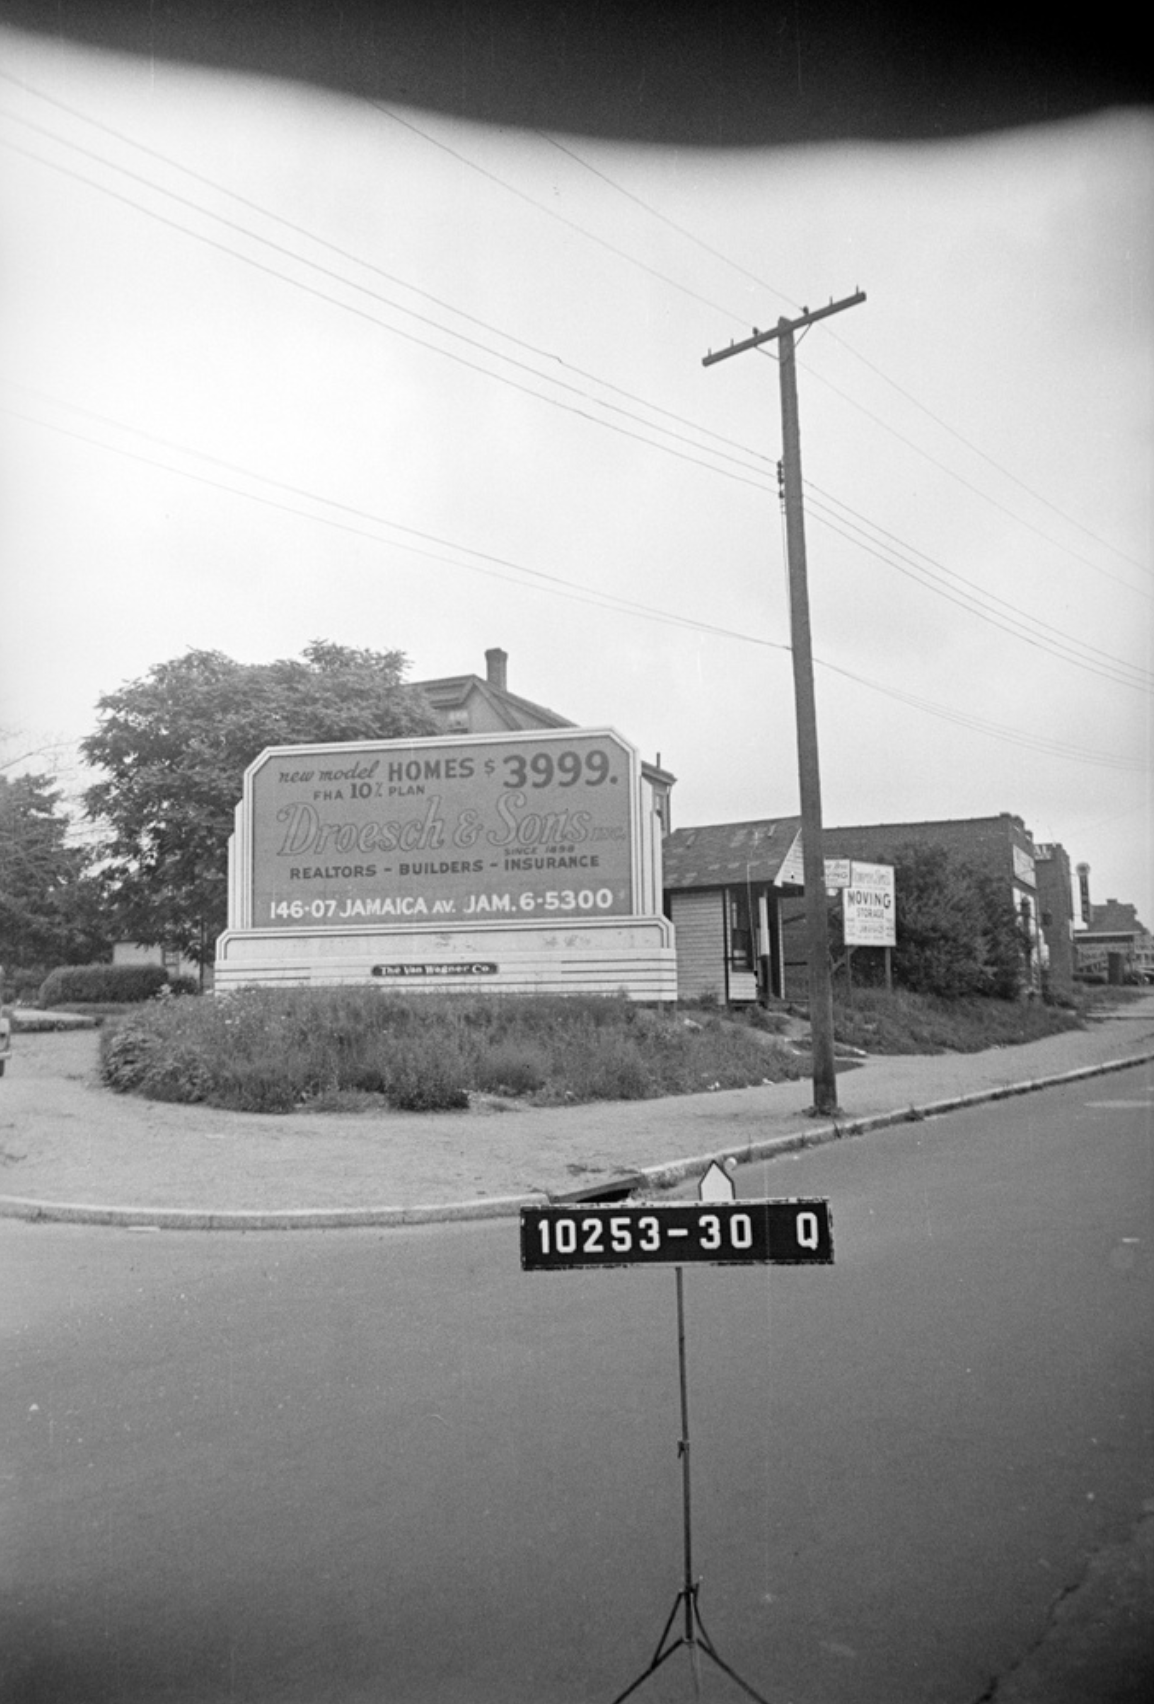 new model HOMES $3999.
FHA 10% PLAN
Droesch & Sons INC.
SINCE 1898
REALTORS - BUILDERS - INSURANCE
146-07 JAMAICA AV. JAM. 6-5300
The Van Wagner Co.
MOVING
STORAGE
10253-30 Q